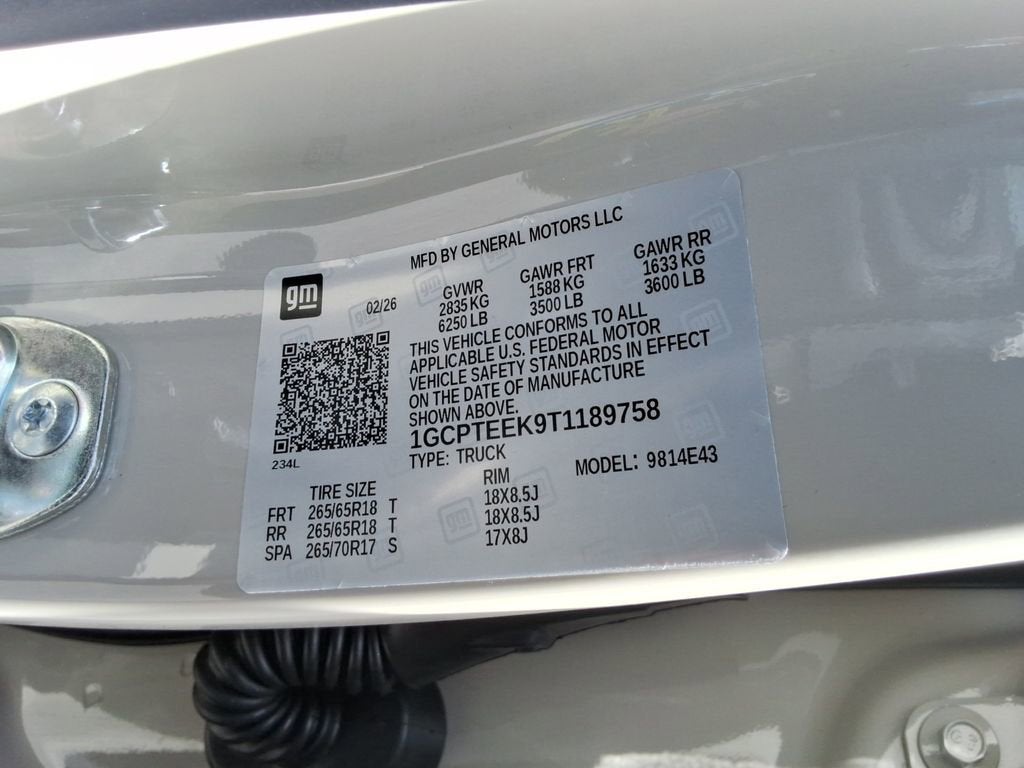 MFD BY GENERAL MOTORS LLC
gm
02/26
GVWR GAWR FRT GAWR RR
2835 KG 1588 KG 1633 KG
6250 LB 3500 LB 3600 LB
THIS VEHICLE CONFORMS TO ALL
APPLICABLE U.S. FEDERAL MOTOR
VEHICLE SAFETY STANDARDS IN EFFECT
ON THE DATE OF MANUFACTURE
SHOWN ABOVE.
1GCPTEEK9T1189758
234L
TYPE: TRUCK MODEL: 9814E43
TIRE SIZE RIM
FRT 265/65R18 T 18X8.5J
RR 265/65R18 T 18X8.5J
SPA 265/70R17 S 17X8J